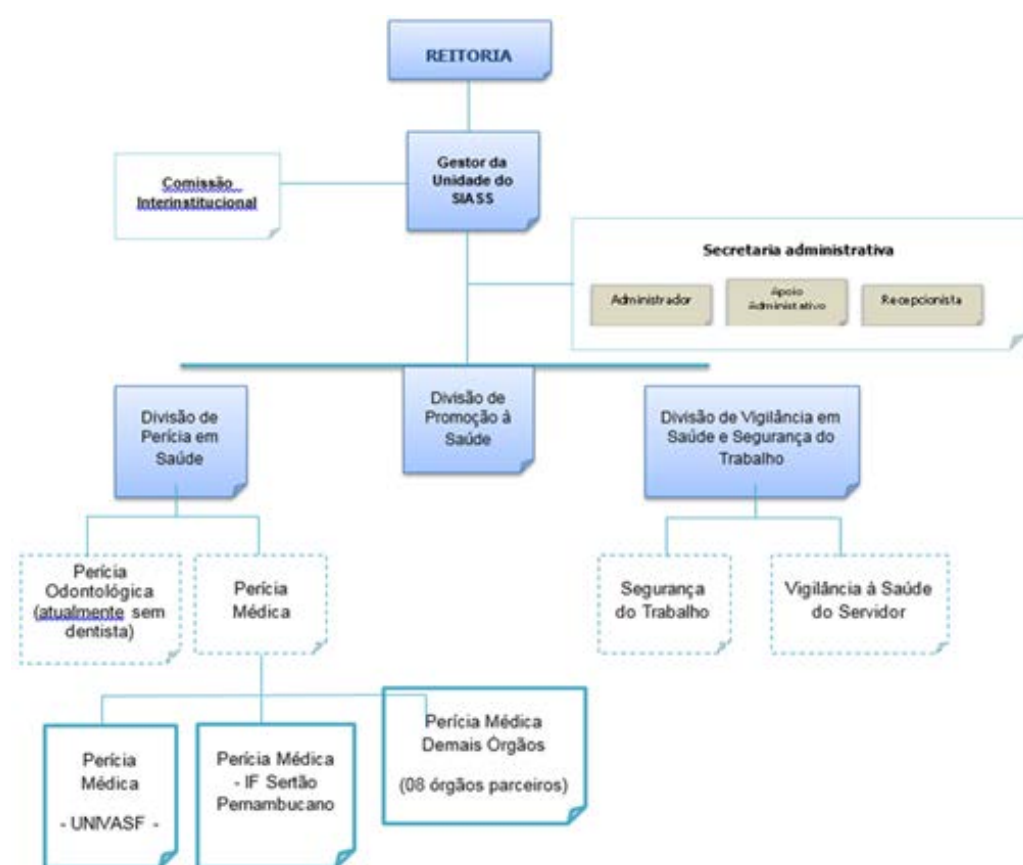 REITORIA
Gestor da
Unidade do
SIASS
Comissão
Interinstitucional
Secretaria administrativa
Administrador
Apoio
Administrativo
Recepcionista
Divisão de
Perícia em
Saúde
Divisão de
Promoção à
Saúde
Divisão de Vigilância em
Saúde e Segurança do
Trabalho
Perícia
Odontológica
(atualmente sem
dentista)
Perícia
Médica
Segurança
do Trabalho
Vigilância à Saúde
do Servidor
Perícia
Médica
- UNIVASF -
Perícia Médica
- IF Sertão
Pernambucano
Perícia Médica
Demais Órgãos
(08 órgãos parceiros)